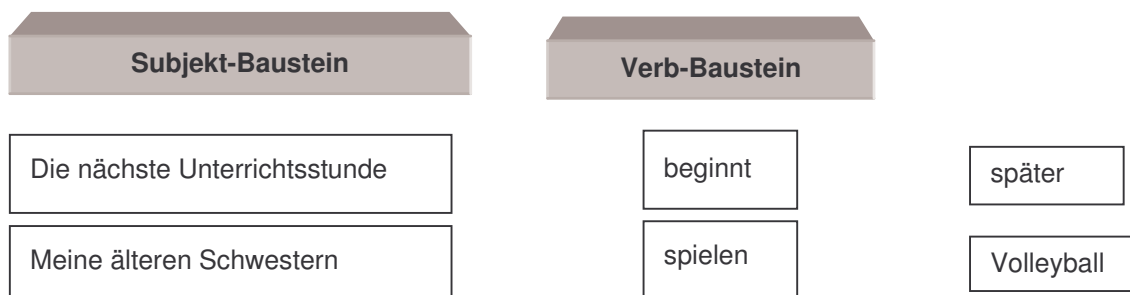 Subjekt-Baustein Verb-Baustein
Die nächste Unterrichtsstunde beginnt später
Meine älteren Schwestern spielen Volleyball